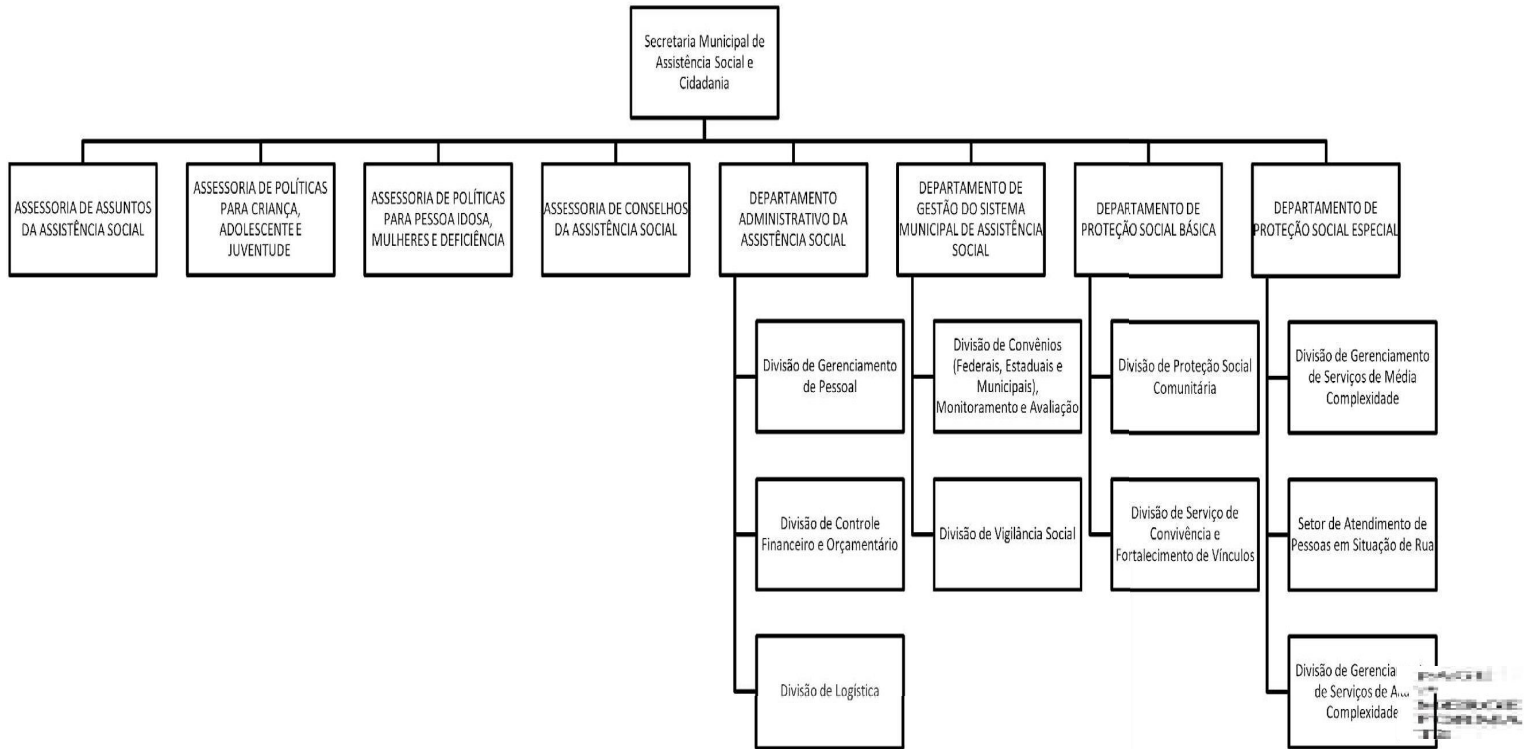 Secretaria Municipal de
Assistência Social e
Cidadania
ASSESSORIA DE ASSUNTOS
DA ASSISTÊNCIA SOCIAL
ASSESSORIA DE POLÍTICAS
PARA CRIANÇA,
ADOLESCENTE E
JUVENTUDE
ASSESSORIA DE POLÍTICAS
PARA PESSOA IDOSA,
MULHERES E DEFICIÊNCIA
ASSESSORIA DE CONSELHOS
DA ASSISTÊNCIA SOCIAL
DEPARTAMENTO
ADMINISTRATIVO DA
ASSISTÊNCIA SOCIAL
DEPARTAMENTO DE
GESTÃO DO SISTEMA
MUNICIPAL DE ASSISTÊNCIA
SOCIAL
DEPARTAMENTO DE
PROTEÇÃO SOCIAL BÁSICA
DEPARTAMENTO DE
PROTEÇÃO SOCIAL ESPECIAL
Divisão de Gerenciamento
de Pessoal
Divisão de Convênios
(Federais, Estaduais e
Municipais),
Monitoramento e Avaliação
Divisão de Proteção Social
Comunitária
Divisão de Gerenciamento
de Serviços de Média
Complexidade
Divisão de Controle
Financeiro e Orçamentário
Divisão de Vigilância Social
Divisão de Serviço de
Convivência e
Fortalecimento de Vínculos
Setor de Atendimento de
Pessoas em Situação de Rua
Divisão de Logística
Divisão de
de Serviços de
Complexidade